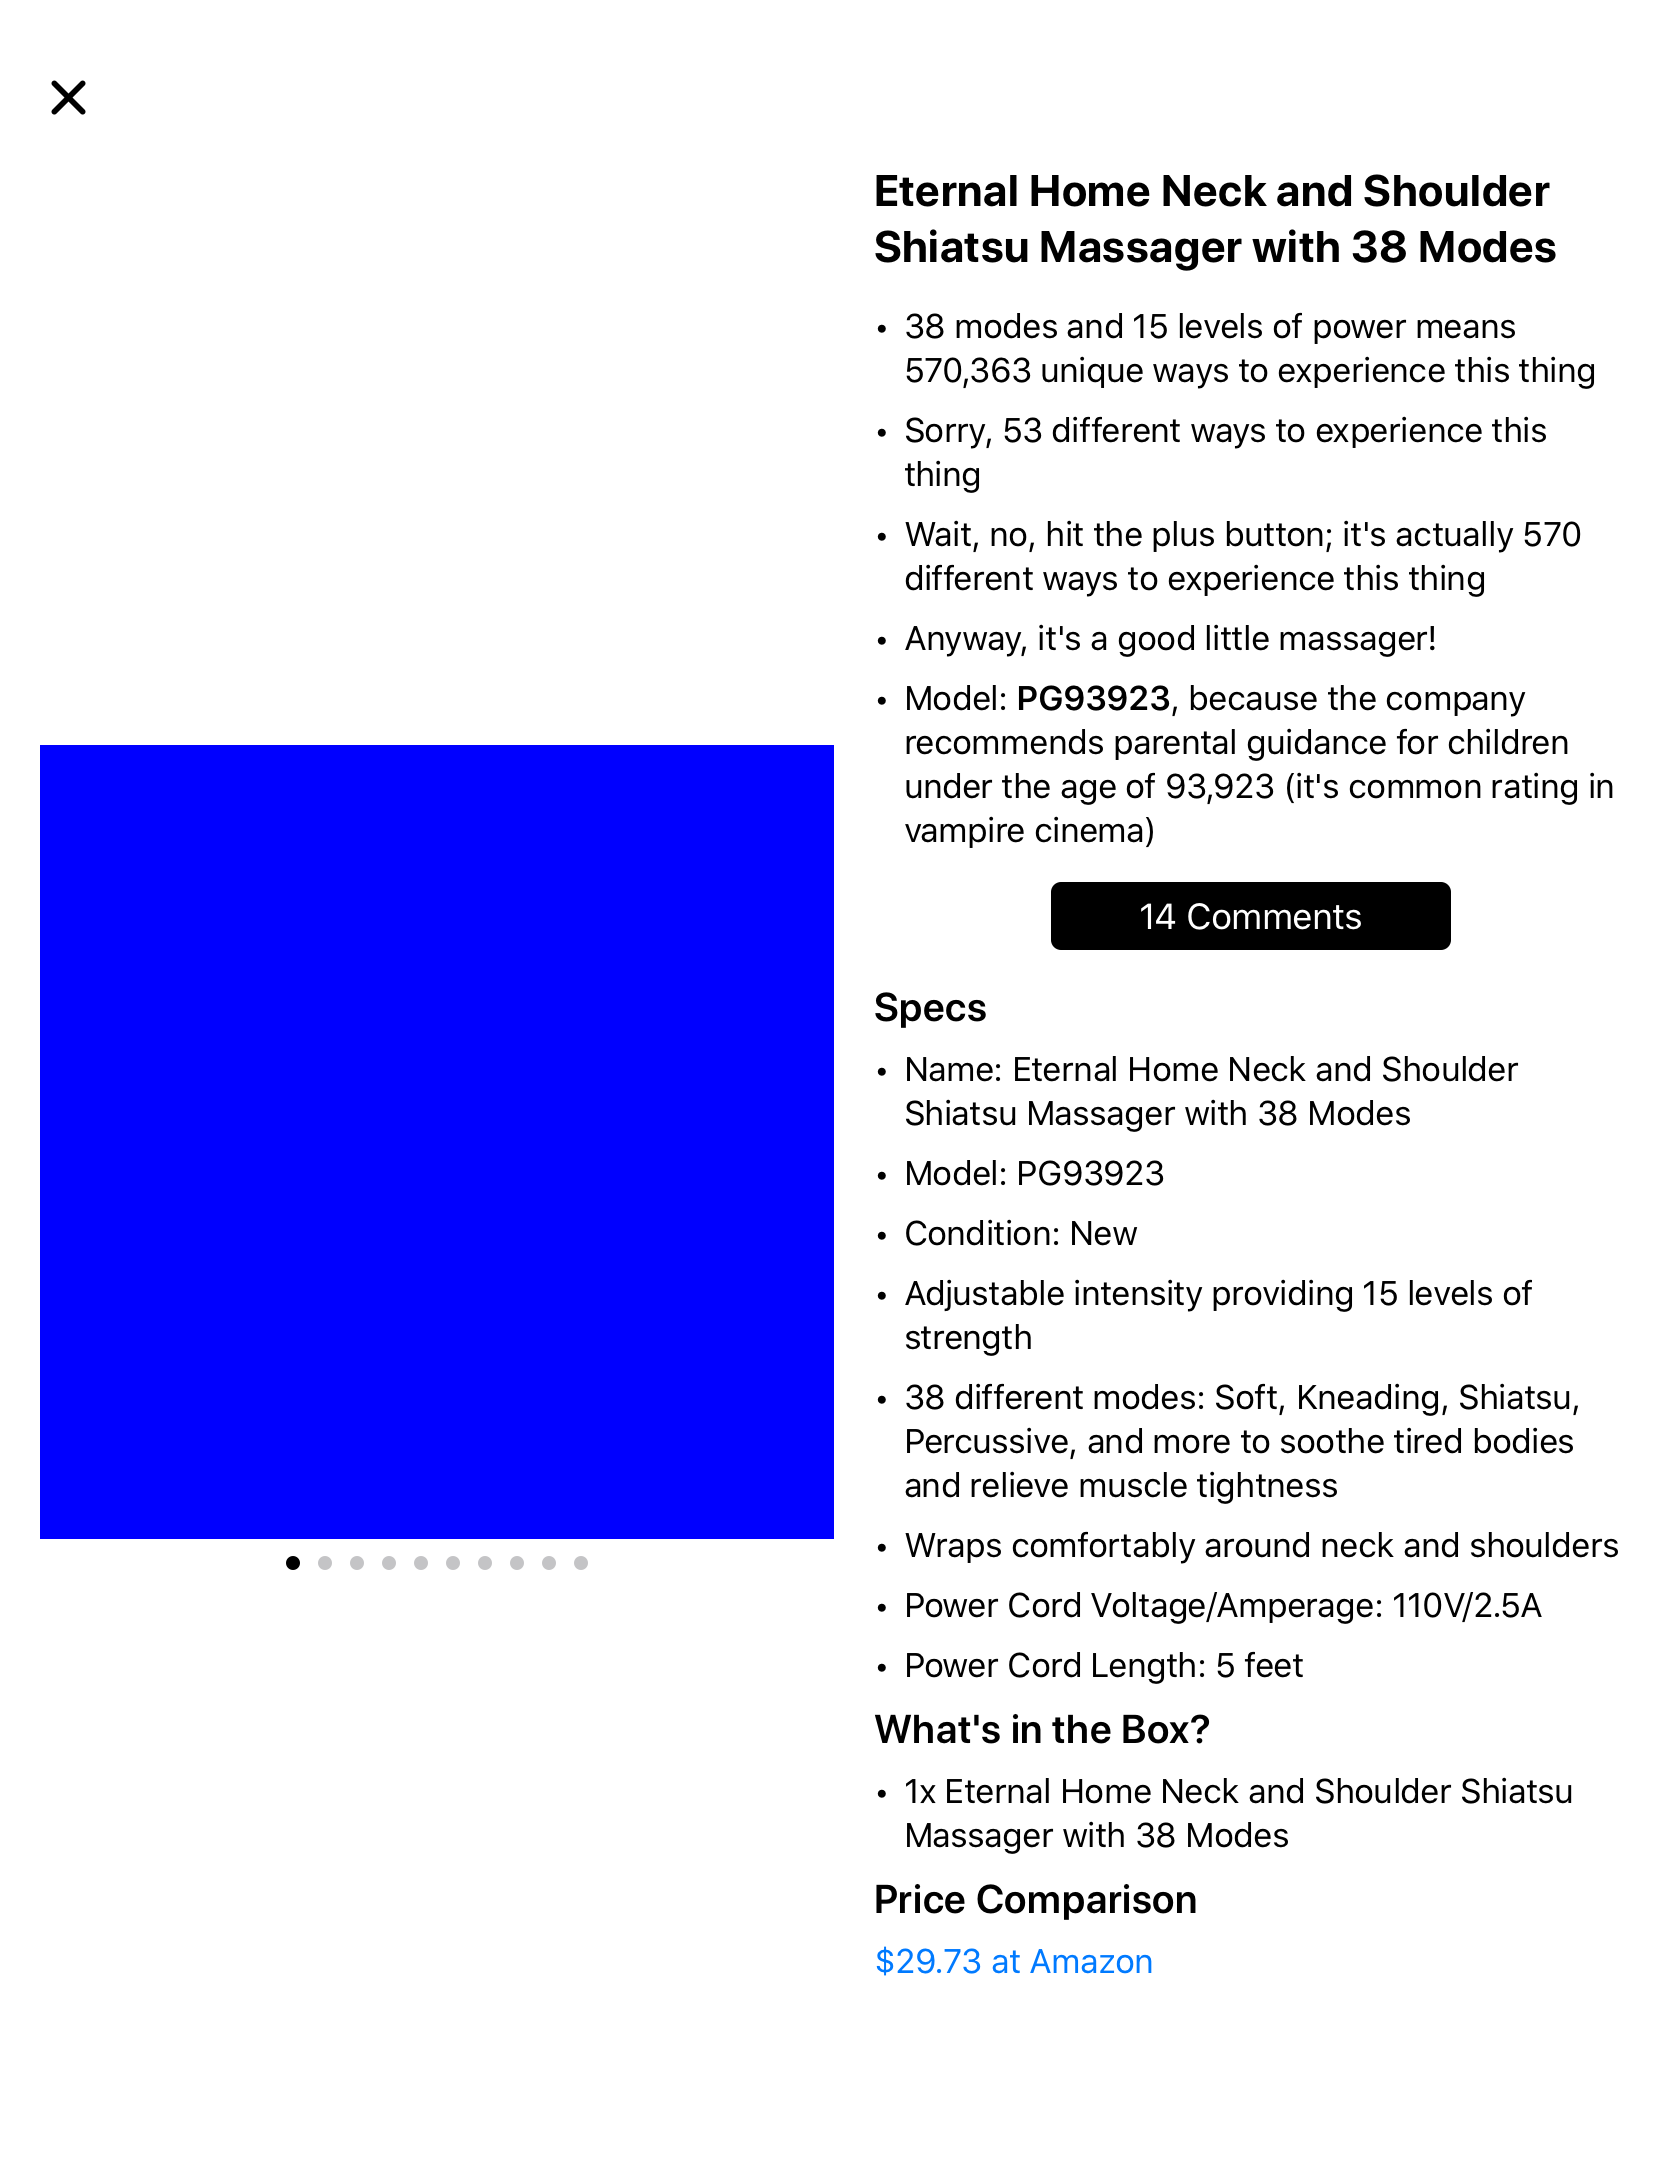 Eternal Home Neck and Shoulder
Shiatsu Massager with 38 Modes
• 38 modes and 15 levels of power means
570,363 unique ways to experience this thing
• Sorry, 53 different ways to experience this
thing
• Wait, no, hit the plus button; it's actually 570
different ways to experience this thing
• Anyway, it's a good little massager!
• Model: PG93923, because the company
recommends parental guidance for children
under the age of 93,923 (it's common rating in
vampire cinema)
14 Comments
Specs
• Name: Eternal Home Neck and Shoulder
Shiatsu Massager with 38 Modes
• Model: PG93923
• Condition: New
• Adjustable intensity providing 15 levels of
strength
• 38 different modes: Soft, Kneading, Shiatsu,
Percussive, and more to soothe tired bodies
and relieve muscle tightness
• Wraps comfortably around neck and shoulders
• Power Cord Voltage/Amperage: 110V/2.5A
• Power Cord Length: 5 feet
What's in the Box?
• 1x Eternal Home Neck and Shoulder Shiatsu
Massager with 38 Modes
Price Comparison
$29.73 at Amazon